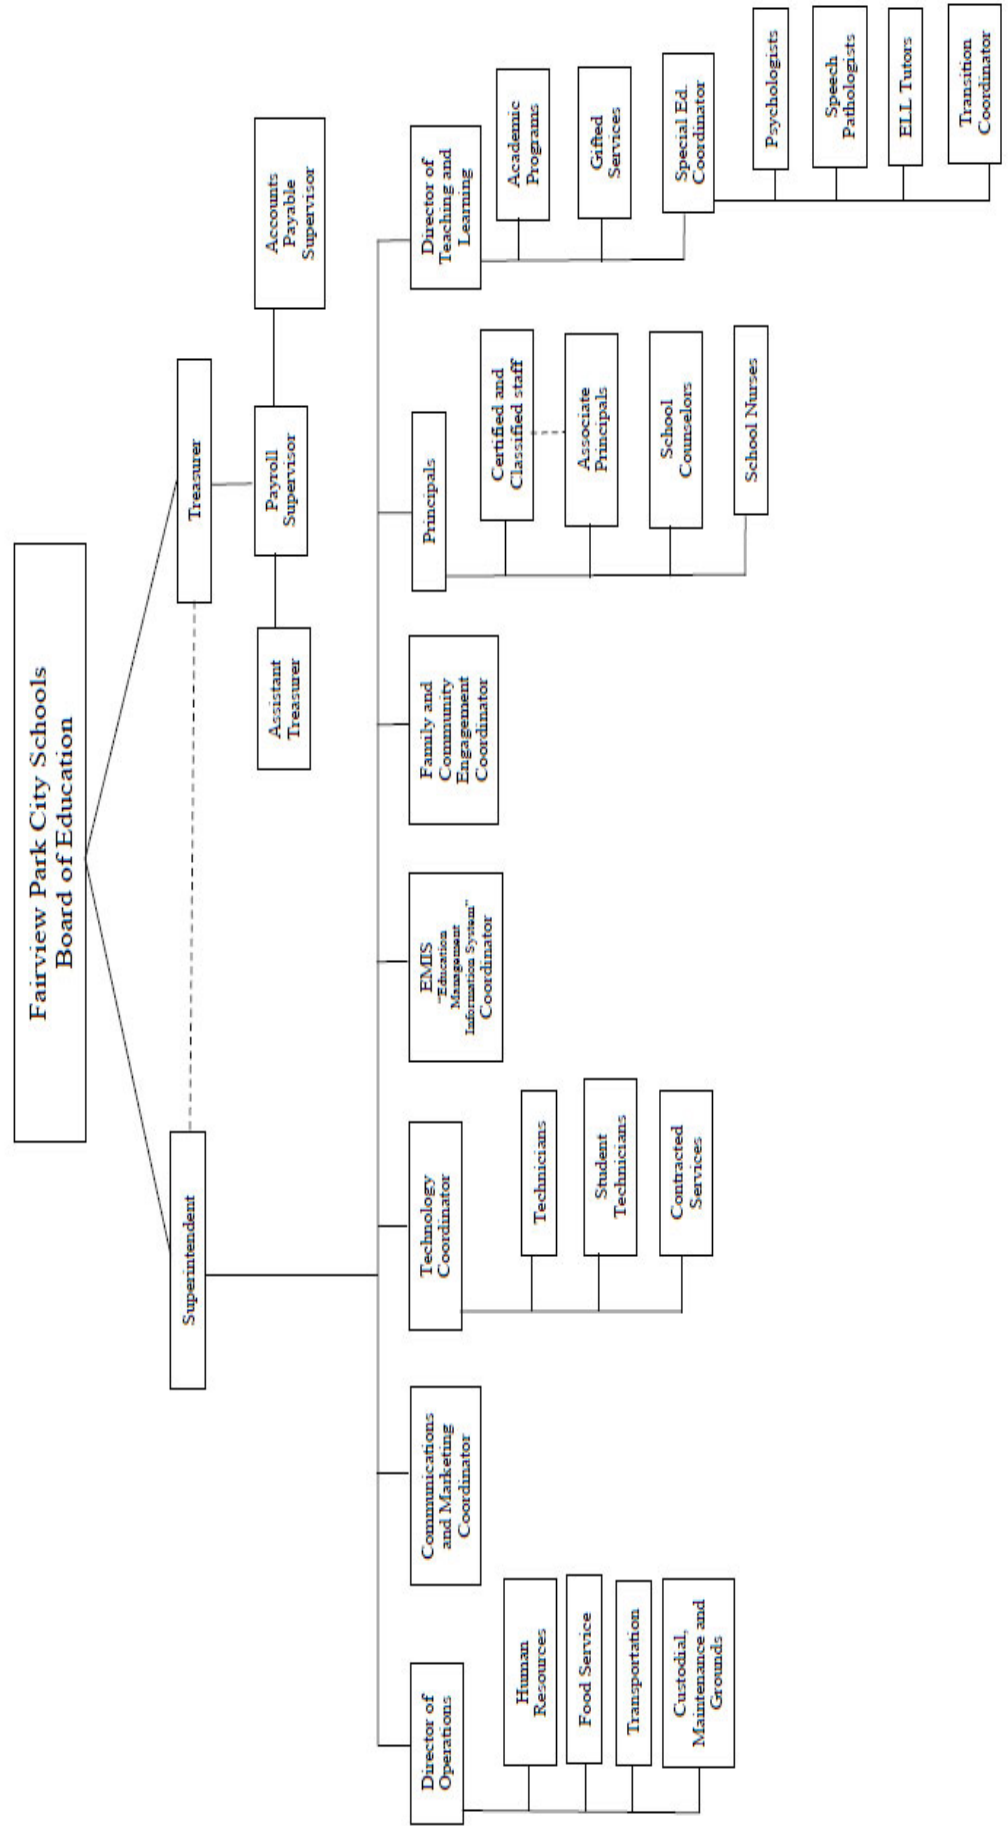 Fairview Park City Schools
Board of Education
Superintendent
Treasurer
Assistant
Treasurer
Payroll
Supervisor
Accounts
Payable
Supervisor
Director of
Operations
Human
Resources
Food Service
Transportation
Custodial,
Maintenance and
Grounds
Communications
and Marketing
Coordinator
Technology
Coordinator
Technicians
Student
Technicians
Contracted
Services
EMIS
"Education
Management
Information System"
Coordinator
Family and
Community
Engagement
Coordinator
Principals
Certified and
Classified staff
Associate
Principals
School
Counselors
School Nurses
Director of
Teaching and
Learning
Academic
Programs
Gifted
Services
Special Ed.
Coordinator
Psychologists
Speech
Pathologists
ELL Tutors
Transition
Coordinator